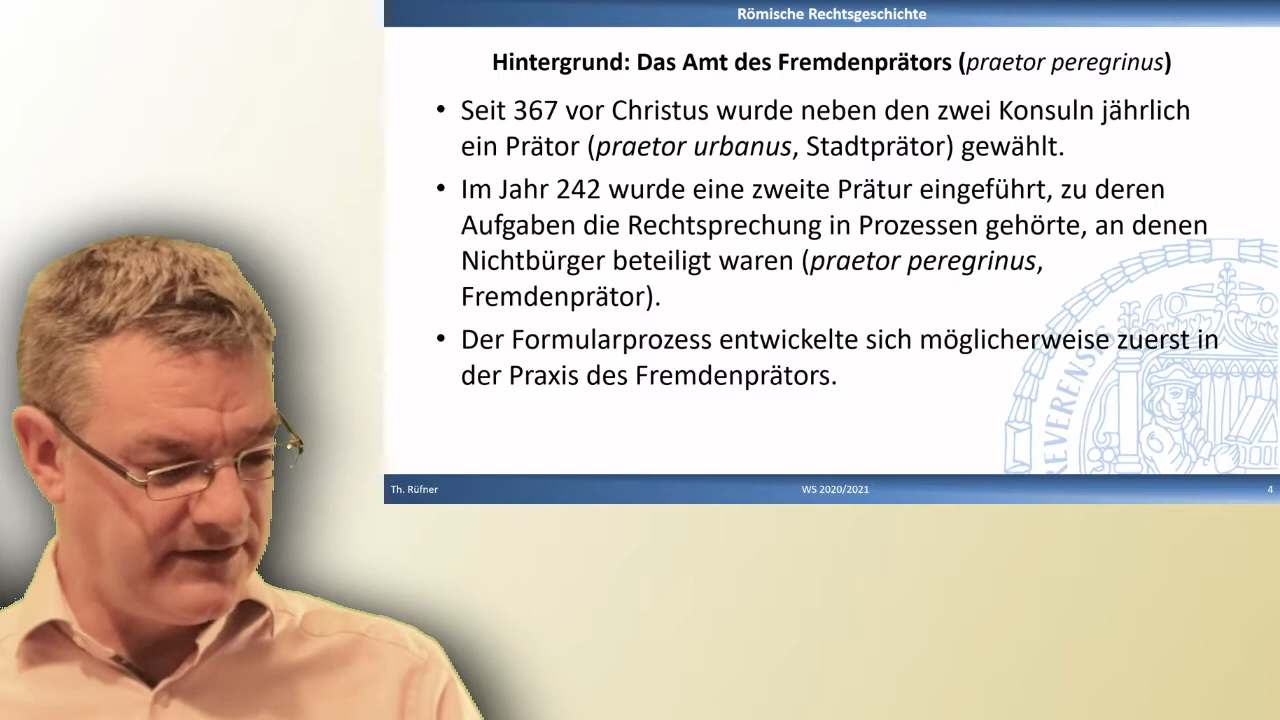 Römische Rechtsgeschichte
Hintergrund: Das Amt des Fremdenprätors (praetor peregrinus)
• Seit 367 vor Christus wurde neben den zwei Konsuln jährlich
ein Prätor (praetor urbanus, Stadtprätor) gewählt.
• Im Jahr 242 wurde eine zweite Prätur eingeführt, zu deren
Aufgaben die Rechtsprechung in Prozessen gehörte, an denen
Nichtbürger beteiligt waren (praetor peregrinus,
Fremdenprätor).
• Der Formularprozess entwickelte sich möglicherweise zuerst in
der Praxis des Fremdenprätors.
REVERENSIS
Th. Rüfner
WS 2020/2021
4